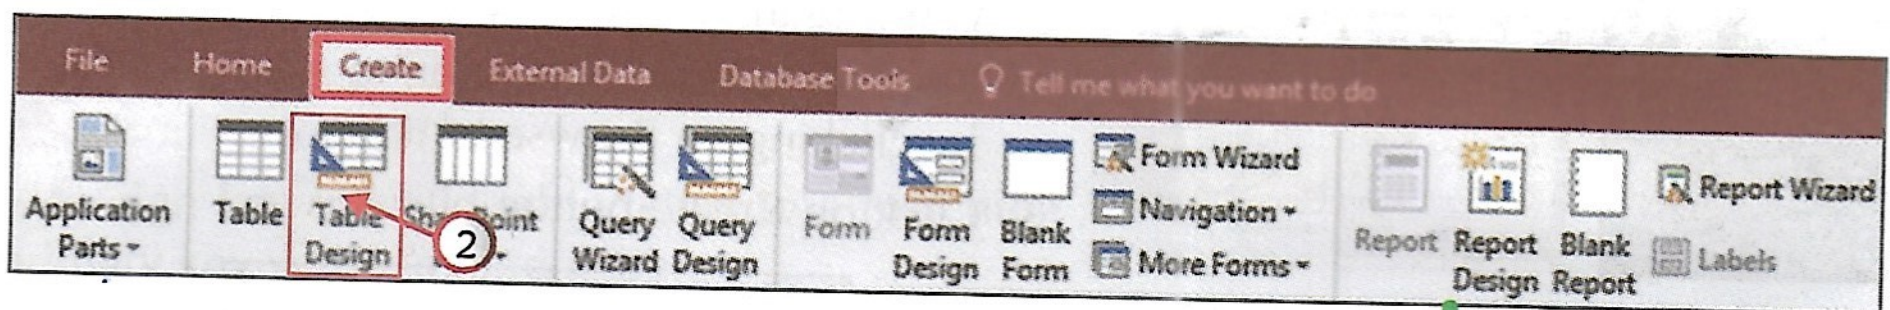 File Home Create External Data Database Tools Tell me what you want to do
Application Parts
Table
Table Design
2
SharePoint
Query Wizard
Query Design
Form
Form Design
Blank Form
Form Wizard
Navigation
More Forms
Report
Report Design
Blank Report
Report Wizard
Labels